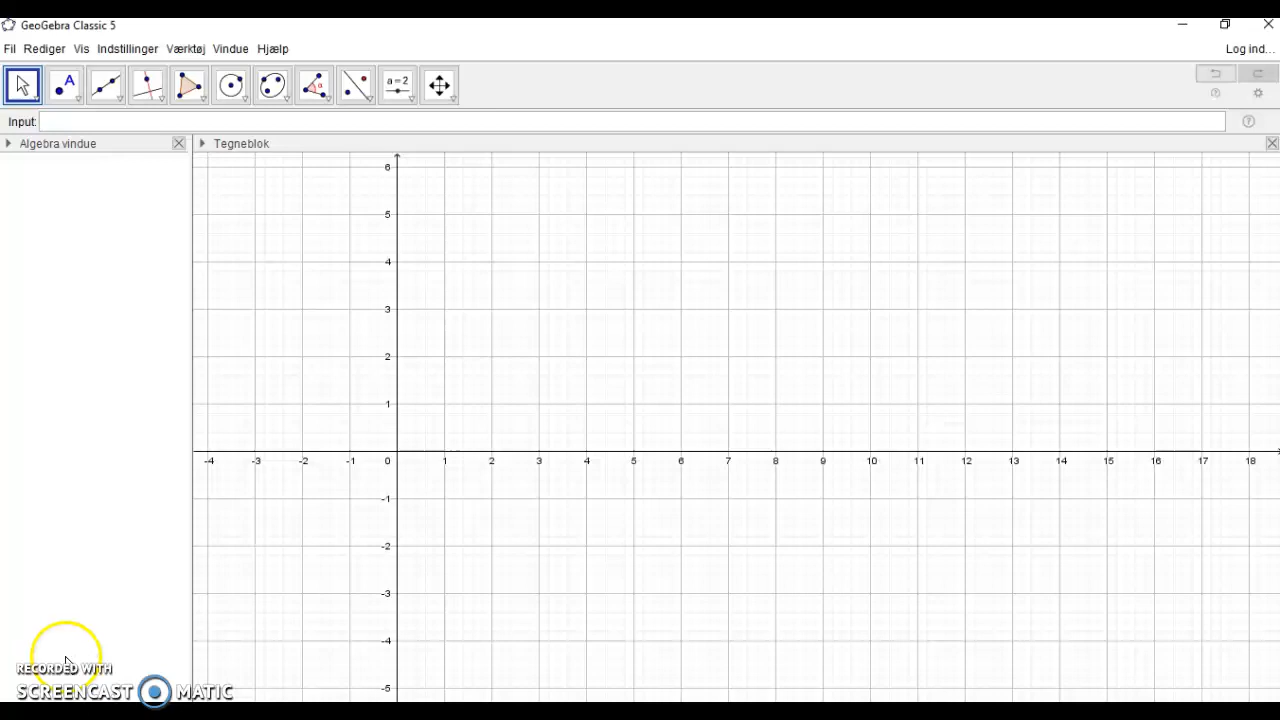 GeoGebra Classic 5
Fil Rediger Vis Indstillinger Værktøj Vindue Hjælp Log ind...
A α a=2
Input:
Algebra vindue Tegneblok
6
5
4
3
2
1
-4 -3 -2 -1 0 1 2 3 4 5 6 7 8 9 10 11 12 13 14 15 16 17 18
-1
-2
-3
-4
-5
RECORDED WITH
SCREENCAST MATIC